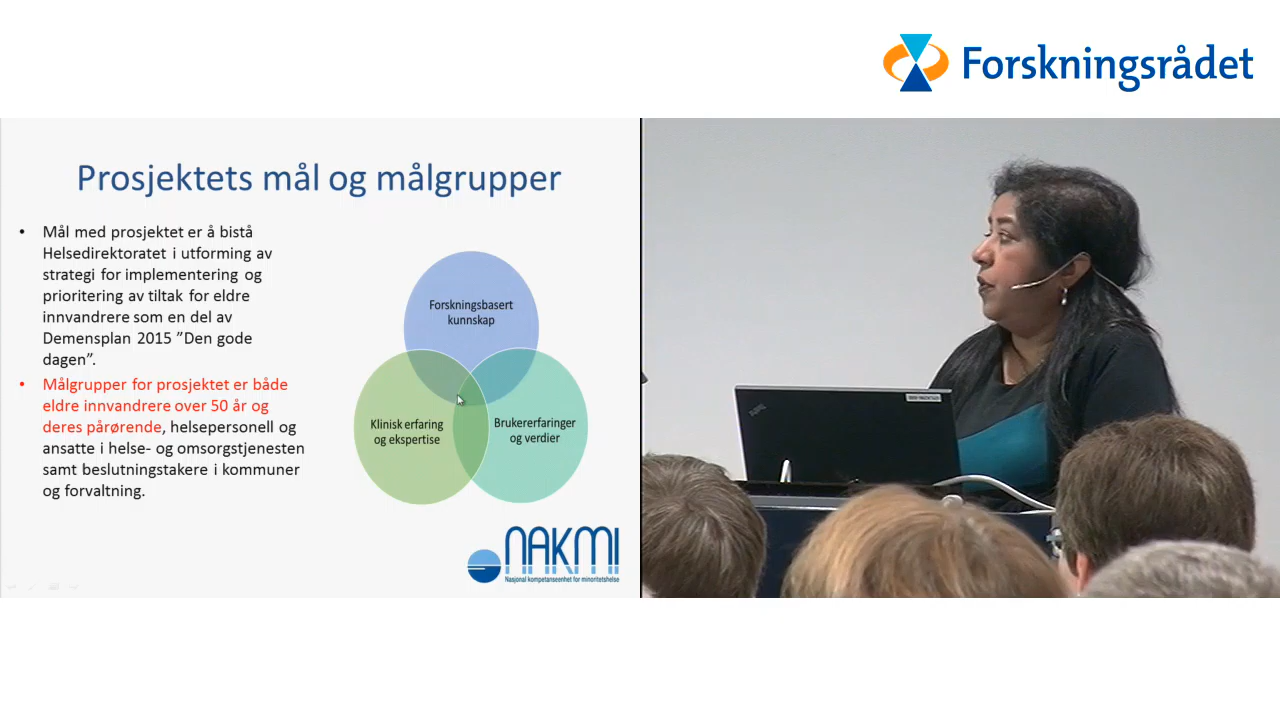 Forskningsrådet
Prosjektets mål og målgrupper
• Mål med prosjektet er å bistå
Helsedirektoratet i utforming av
strategi for implementering og
prioritering av tiltak for eldre
innvandrere som en del av
Demensplan 2015 ”Den gode
dagen”.
• Målgrupper for prosjektet er både
eldre innvandrere over 50 år og
deres pårørende, helsepersonell og
ansatte i helse- og omsorgstjenesten
samt beslutningstakere i kommuner
og forvaltning.
Forskningsbasert
kunnskap
Klinisk erfaring
og ekspertise
Brukererfaringer
og verdier
NAKMI
Nasjonal kompetanseenhet for minoritetshelse